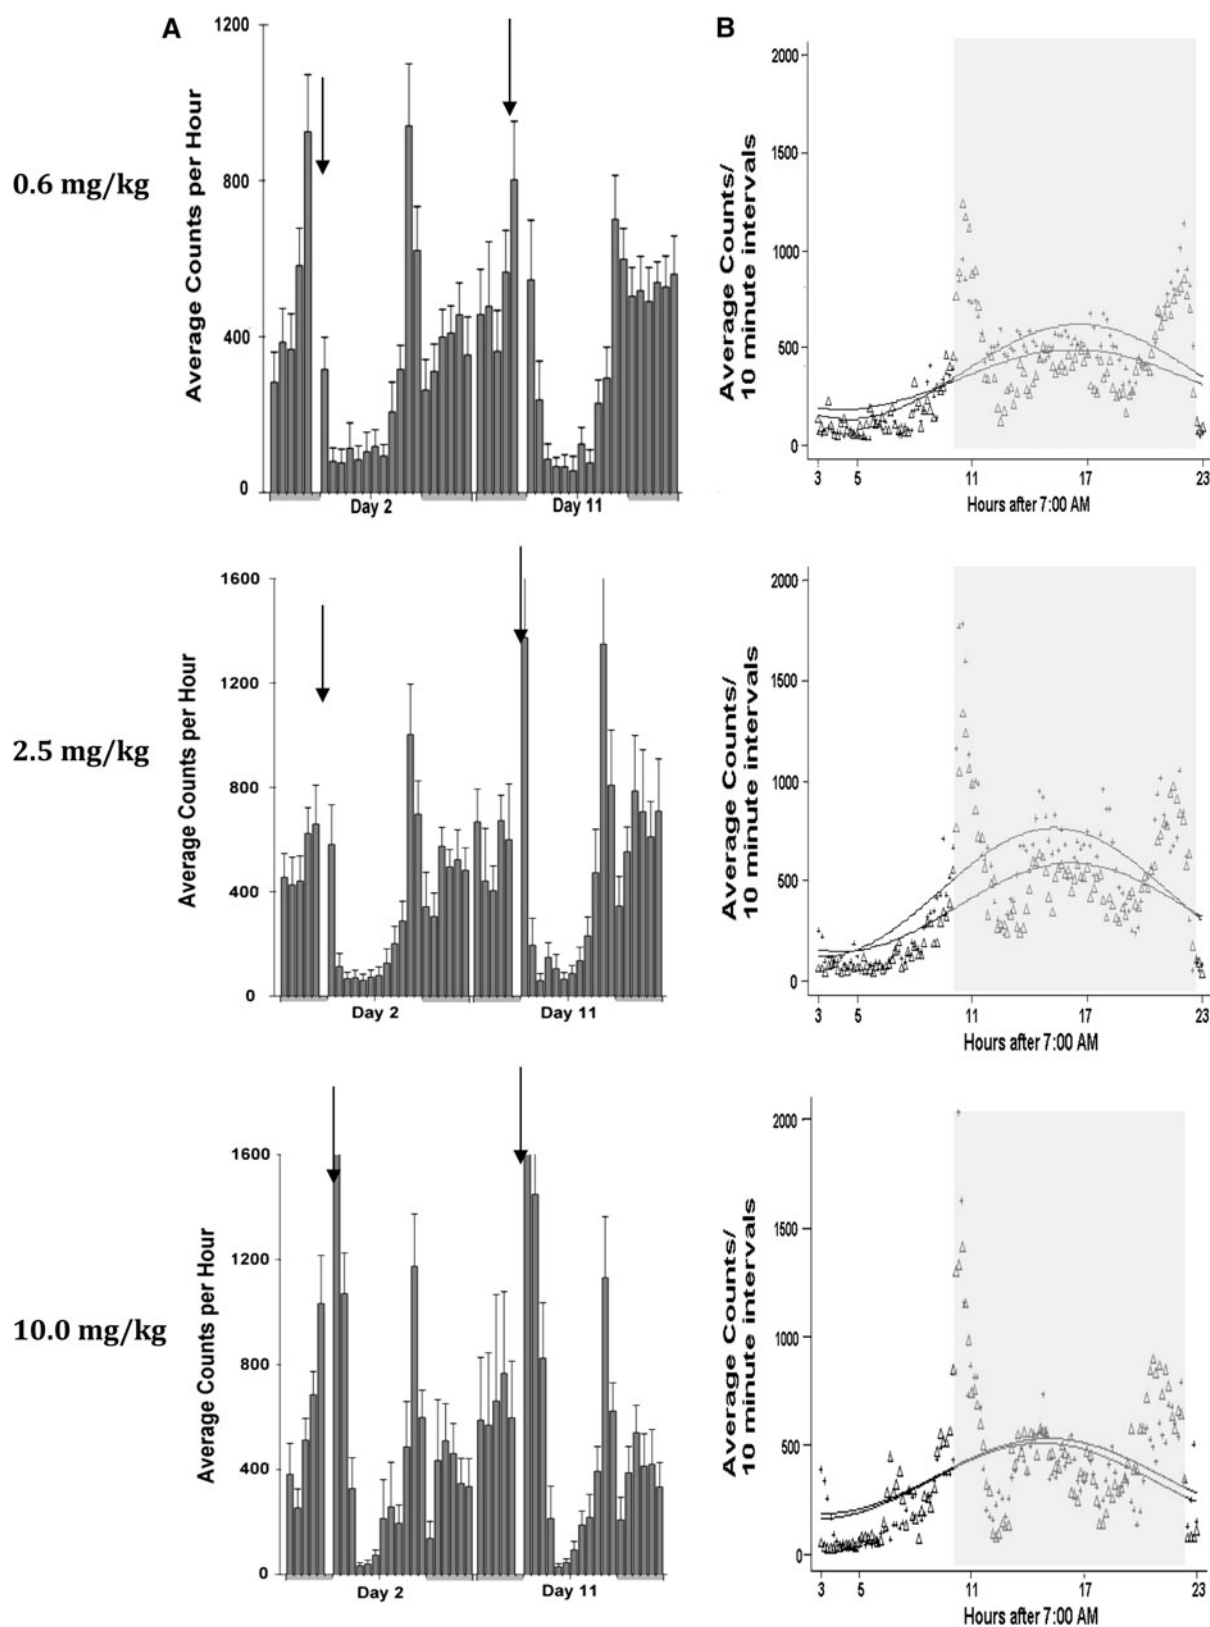 A
B
0.6 mg/kg
Average Counts per Hour
1200
800
400
0
Day 2
Day 11
Average Counts/
10 minute intervals
2000
1500
1000
500
0
3 5 11 17 23
Hours after 7:00 AM
2.5 mg/kg
Average Counts per Hour
1600
1200
800
400
0
Day 2
Day 11
Average Counts/
10 minute intervals
2000
1500
1000
500
0
3 5 11 17 23
Hours after 7:00 AM
10.0 mg/kg
Average Counts per Hour
1600
1200
800
400
0
Day 2
Day 11
Average Counts/
10 minute intervals
2000
1500
1000
500
0
3 5 11 17 23
Hours after 7:00 AM